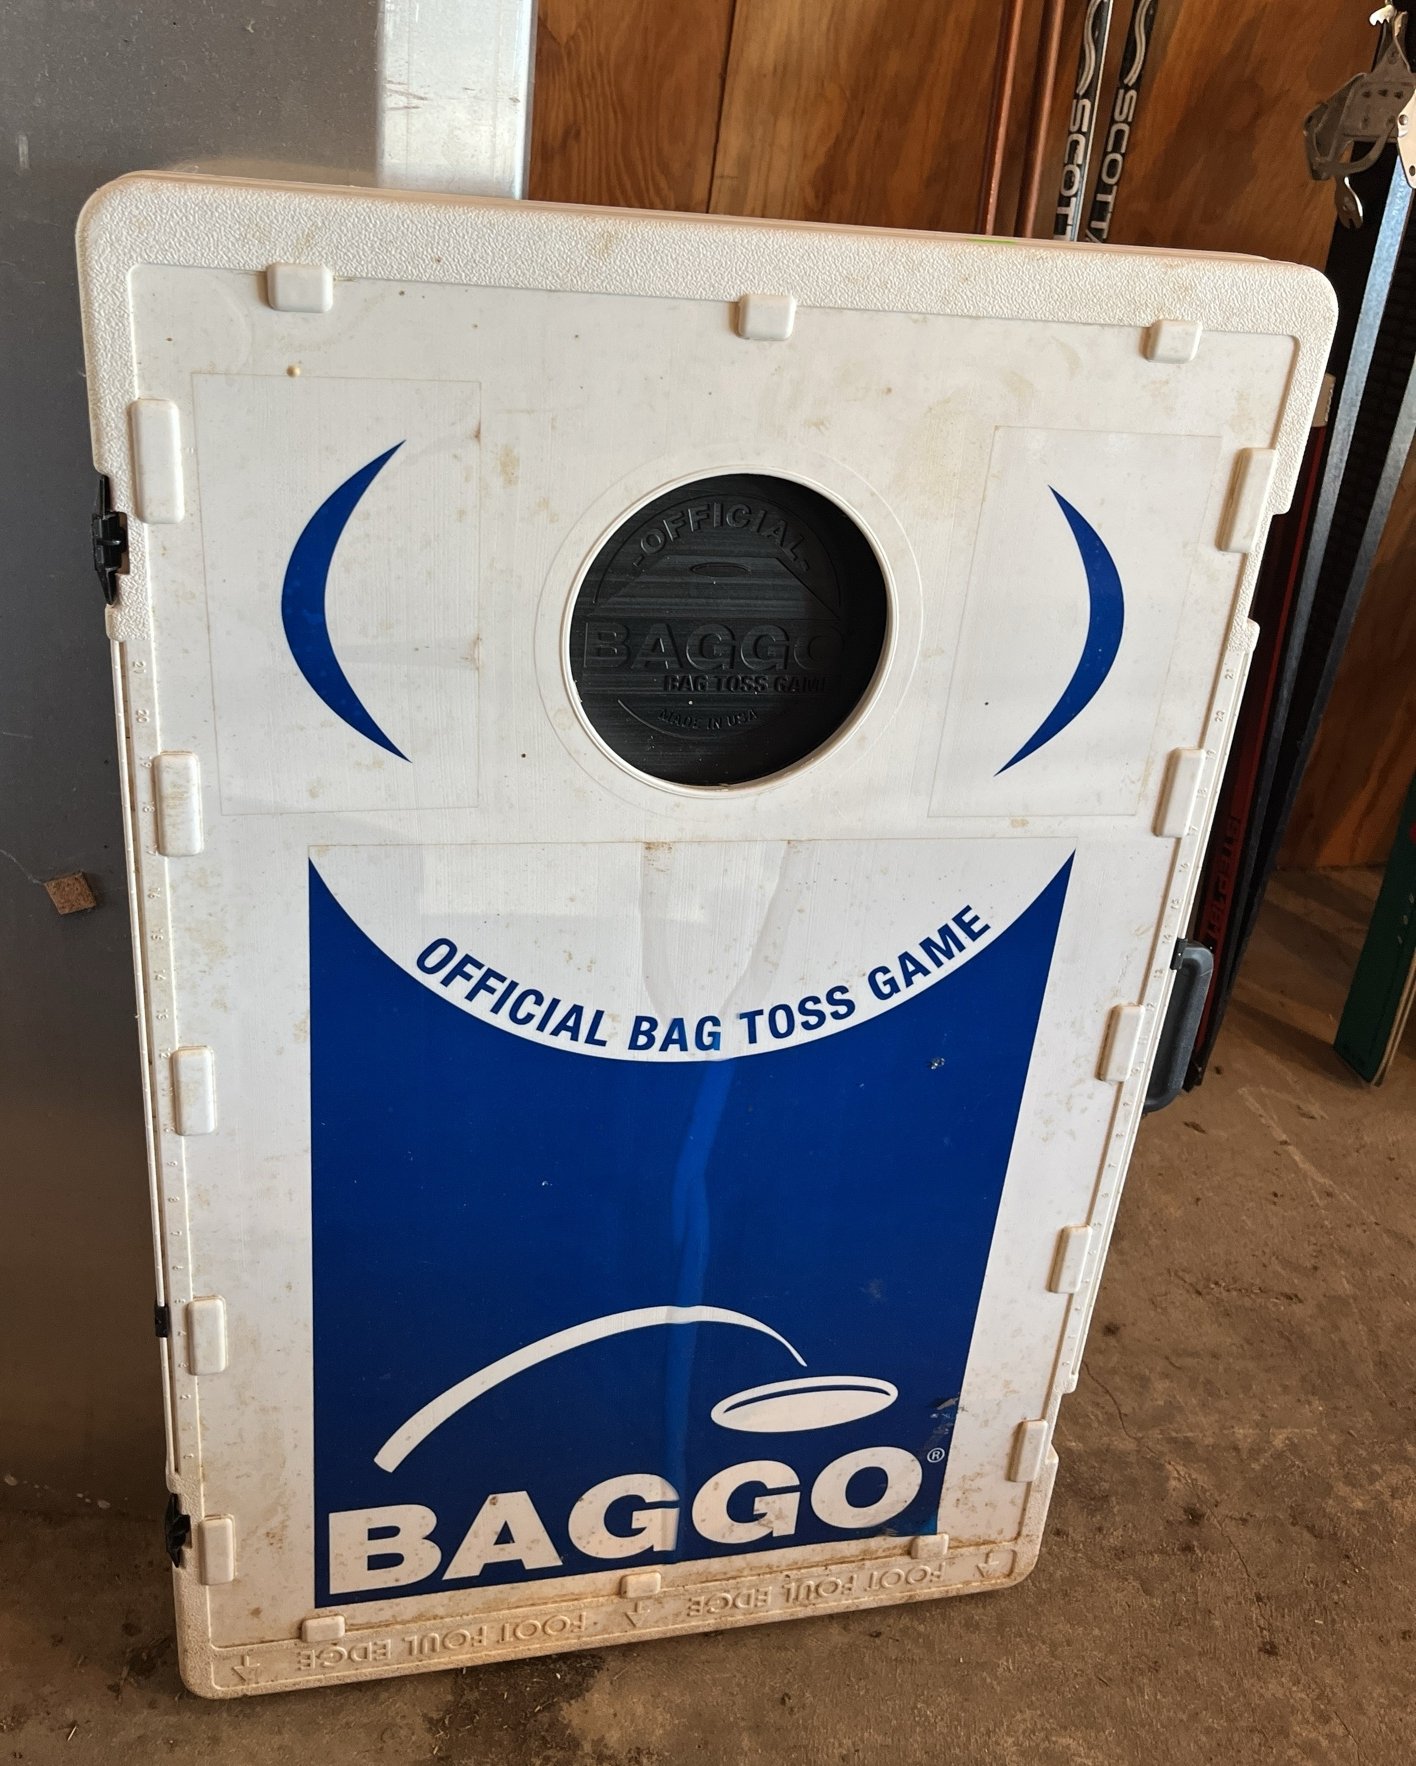 SCOTT
SCOTT
-OFFICIAL-
BAGGO
BAG TOSS GAME
MADE IN USA
OFFICIAL BAG TOSS GAME
BAGGO®
FOOT FOUL EDGE
FOOT FOUL EDGE